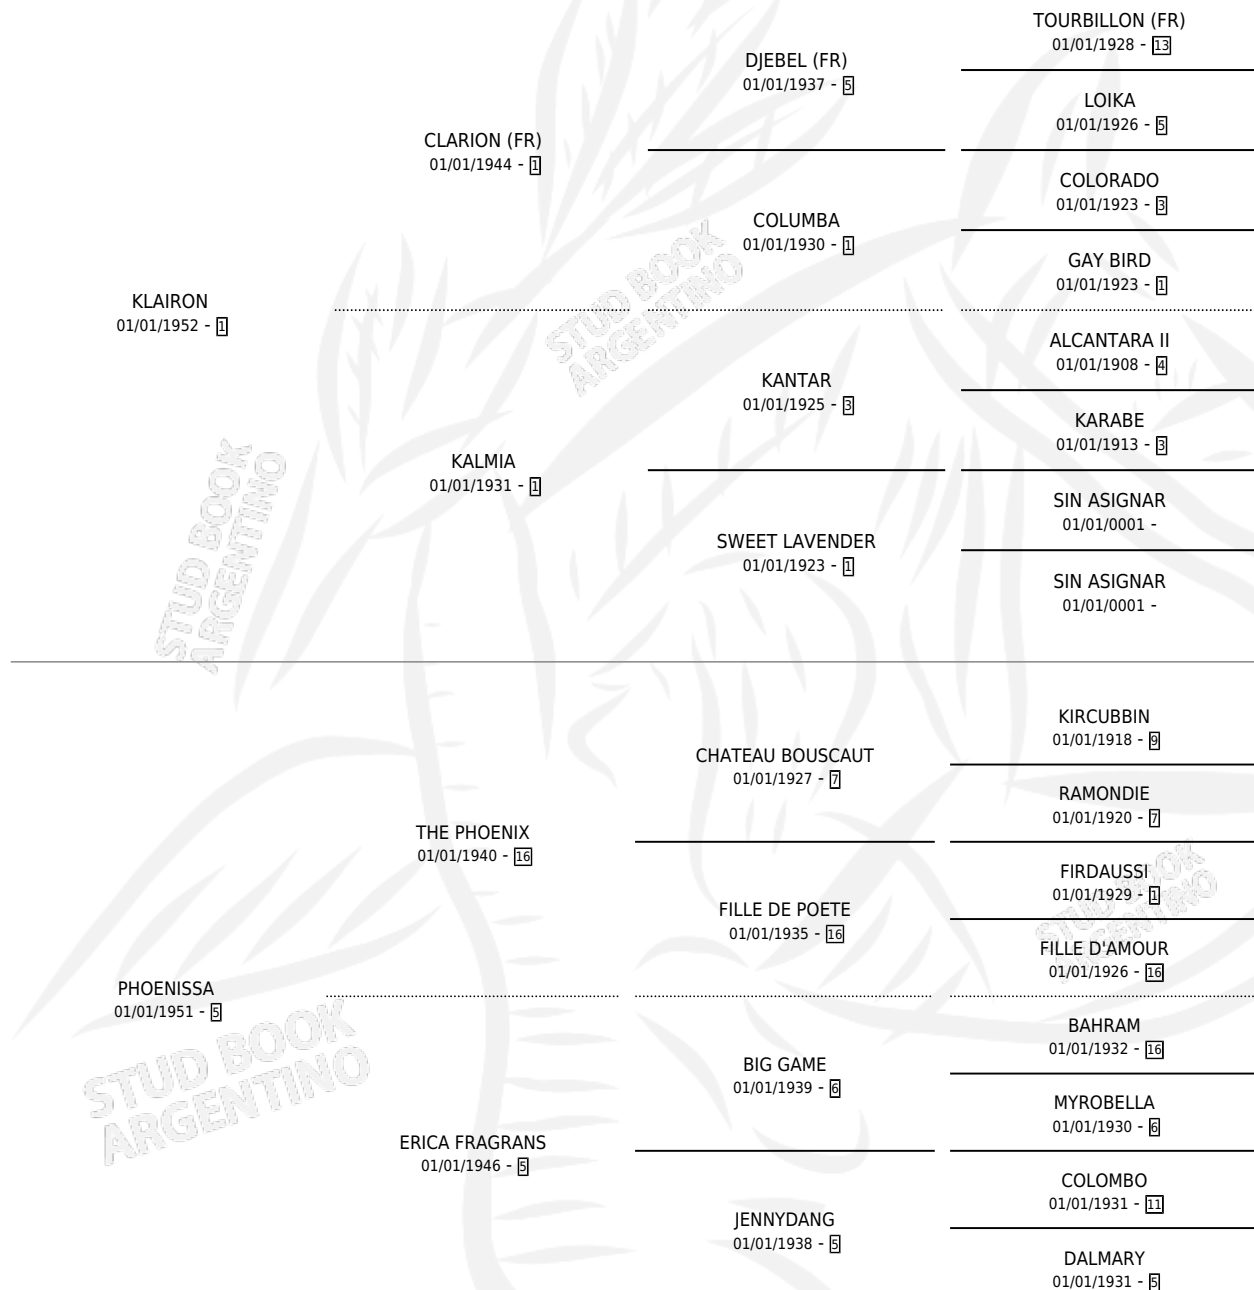 TOURBILLON (FR)
01/01/1928 - 13
DJEBEL (FR)
01/01/1937 - 5
LOIKA
01/01/1926 - 5
CLARION (FR)
01/01/1944 - 1
COLORADO
01/01/1923 - 3
COLUMBA
01/01/1930 - 1
GAY BIRD
01/01/1923 - 1
KLAIRON
01/01/1952 - 1
ALCANTARA II
01/01/1908 - 4
KANTAR
01/01/1925 - 3
KARABE
01/01/1913 - 3
KALMIA
01/01/1931 - 1
SIN ASIGNAR
01/01/0001 -
SWEET LAVENDER
01/01/1923 - 1
SIN ASIGNAR
01/01/0001 -
STUD BOOK
ARGENTINO
STUD BOOK
ARGENTINO
KIRCUBBIN
01/01/1918 - 9
CHATEAU BOUSCAUT
01/01/1927 - 7
RAMONDIE
01/01/1920 - 7
THE PHOENIX
01/01/1940 - 16
FIRDAUSSI
01/01/1929 - 1
FILLE DE POETE
01/01/1935 - 16
FILLE D'AMOUR
01/01/1926 - 16
PHOENISSA
01/01/1951 - 5
BAHRAM
01/01/1932 - 16
BIG GAME
01/01/1939 - 6
MYROBELLA
01/01/1930 - 6
ERICA FRAGRANS
01/01/1946 - 5
COLOMBO
01/01/1931 - 11
JENNYDANG
01/01/1938 - 5
DALMARY
01/01/1931 - 5
STUD BOOK
ARGENTINO
STUD BOOK
ARGENTINO